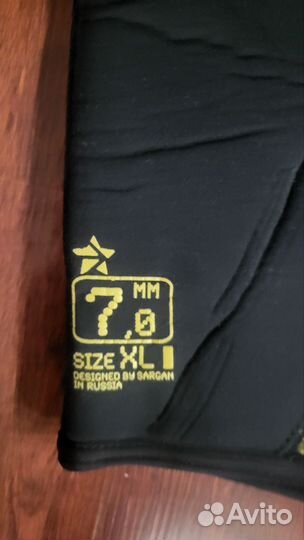 7,0 MM
SIZE XL
DESIGNED BY SARGAN
IN RUSSIA
Avito